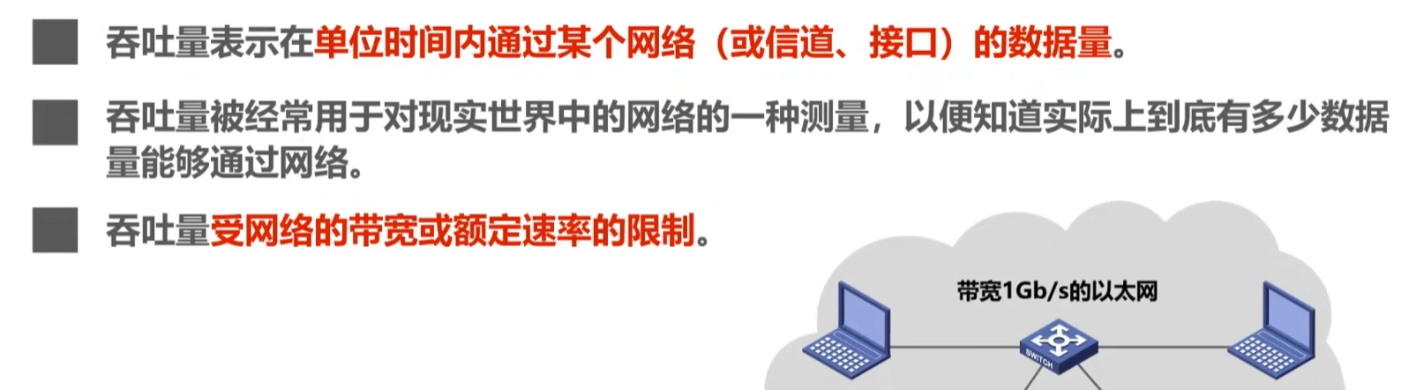 吞吐量表示在单位时间内通过某个网络（或信道、接口）的数据量。
吞吐量被经常用于对现实世界中的网络的一种测量，以便知道实际上到底有多少数据
量能够通过网络。
吞吐量受网络的带宽或额定速率的限制。
带宽1Gb/s的以太网
SWITCH